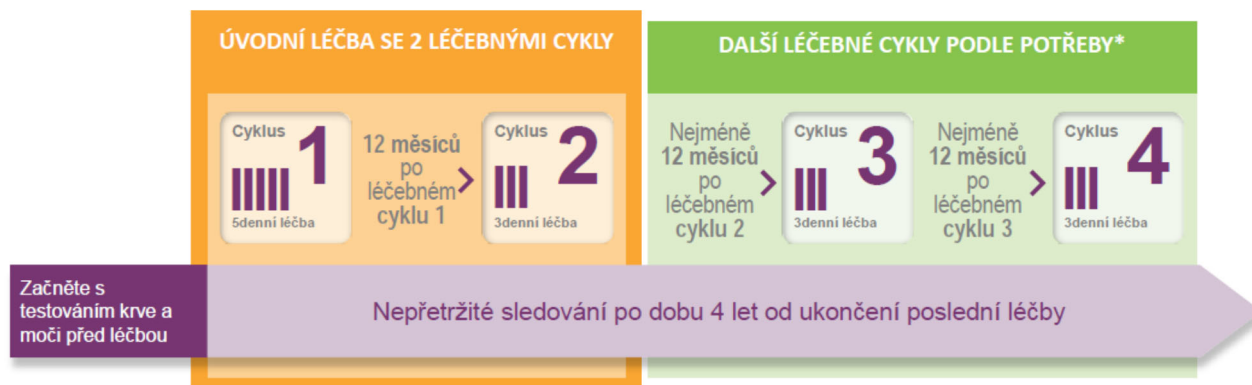 ÚVODNÍ LÉČBA SE 2 LÉČEBNÝMI CYKLY
DALŠÍ LÉČEBNÉ CYKLY PODLE POTŘEBY*
Cyklus 1
5denní léčba
12 měsíců
po
léčebném
cyklu 1
Cyklus 2
3denní léčba
Nejméně
12 měsíců
po
léčebném
cyklu 2
Cyklus 3
3denní léčba
Nejméně
12 měsíců
po
léčebném
cyklu 3
Cyklus 4
3denní léčba
Začněte s
testováním krve a
moči před léčbou
Nepřetržité sledování po dobu 4 let od ukončení poslední léčby